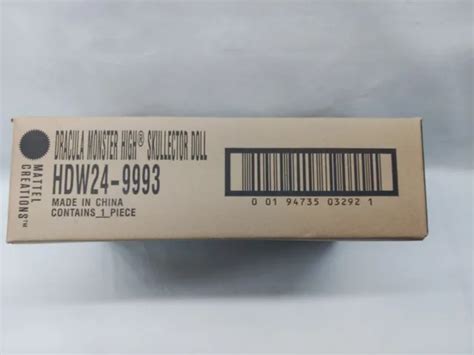 MATTEL
CREATIONS™
DRACULA MONSTER HIGH® SKULLECTOR DOLL
HDW24-9993
MADE IN CHINA
CONTAINS 1 PIECE
0 01 94735 03292 1